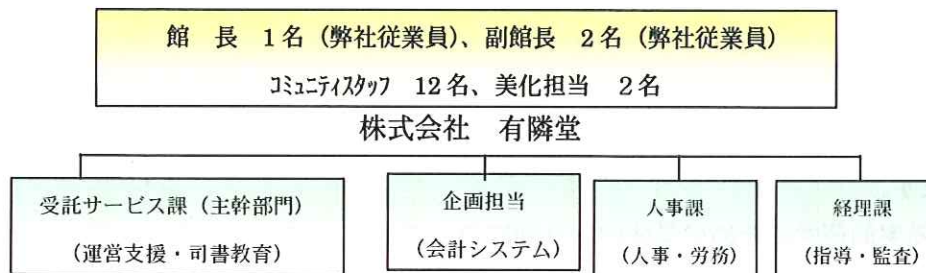 館　長　1名（弊社従業員）、副館長　2名（弊社従業員）
コミュニティスタッフ　12名、美化担当　2名
株式会社　有隣堂
受託サービス課（主幹部門）
（運営支援・司書教育）
企画担当
（会計システム）
人事課
（人事・労務）
経理課
（指導・監査）